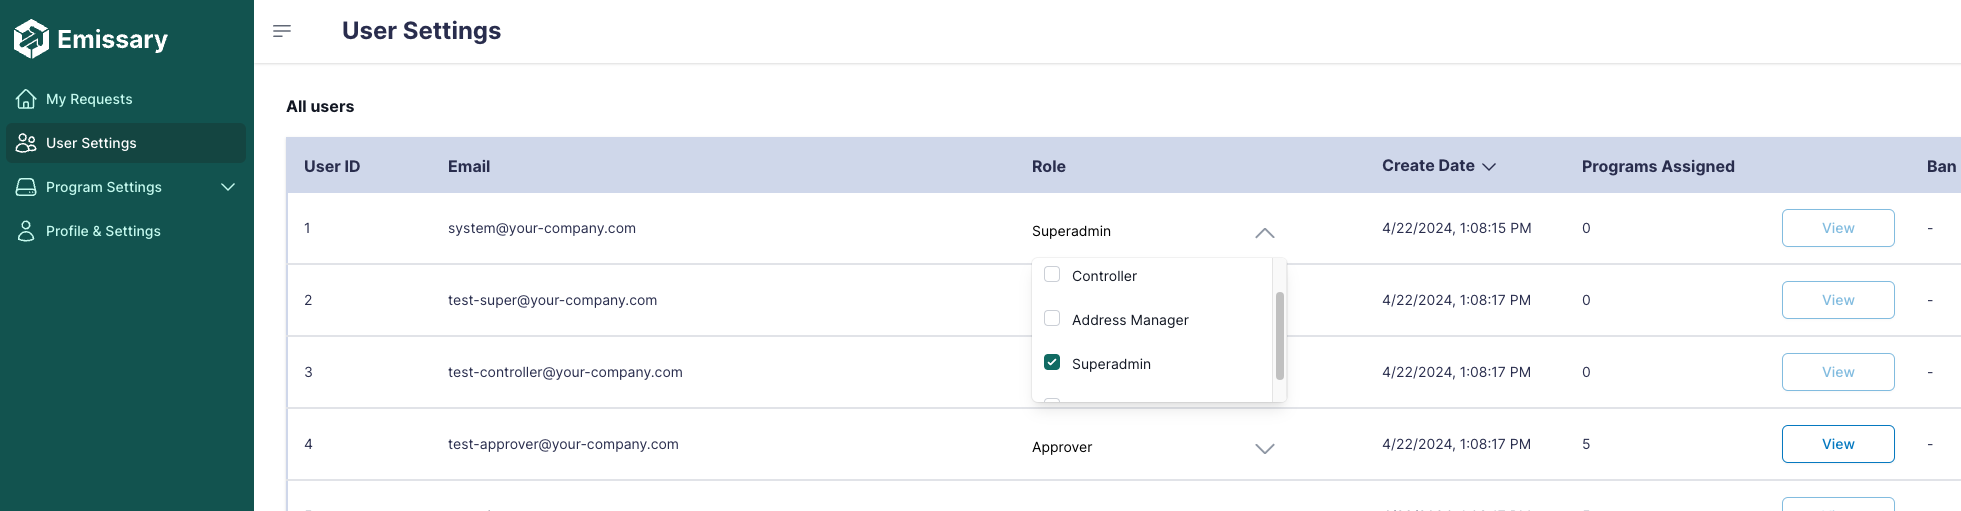 Emissary
My Requests
User Settings
Program Settings
Profile & Settings
User Settings
All users
User ID Email Role Create Date Programs Assigned Ban
1 system@your-company.com Superadmin 4/22/2024, 1:08:15 PM 0 View -
Controller
Address Manager
Superadmin
2 test-super@your-company.com 4/22/2024, 1:08:17 PM 0 View -
3 test-controller@your-company.com 4/22/2024, 1:08:17 PM 0 View -
4 test-approver@your-company.com Approver 4/22/2024, 1:08:17 PM 5 View -